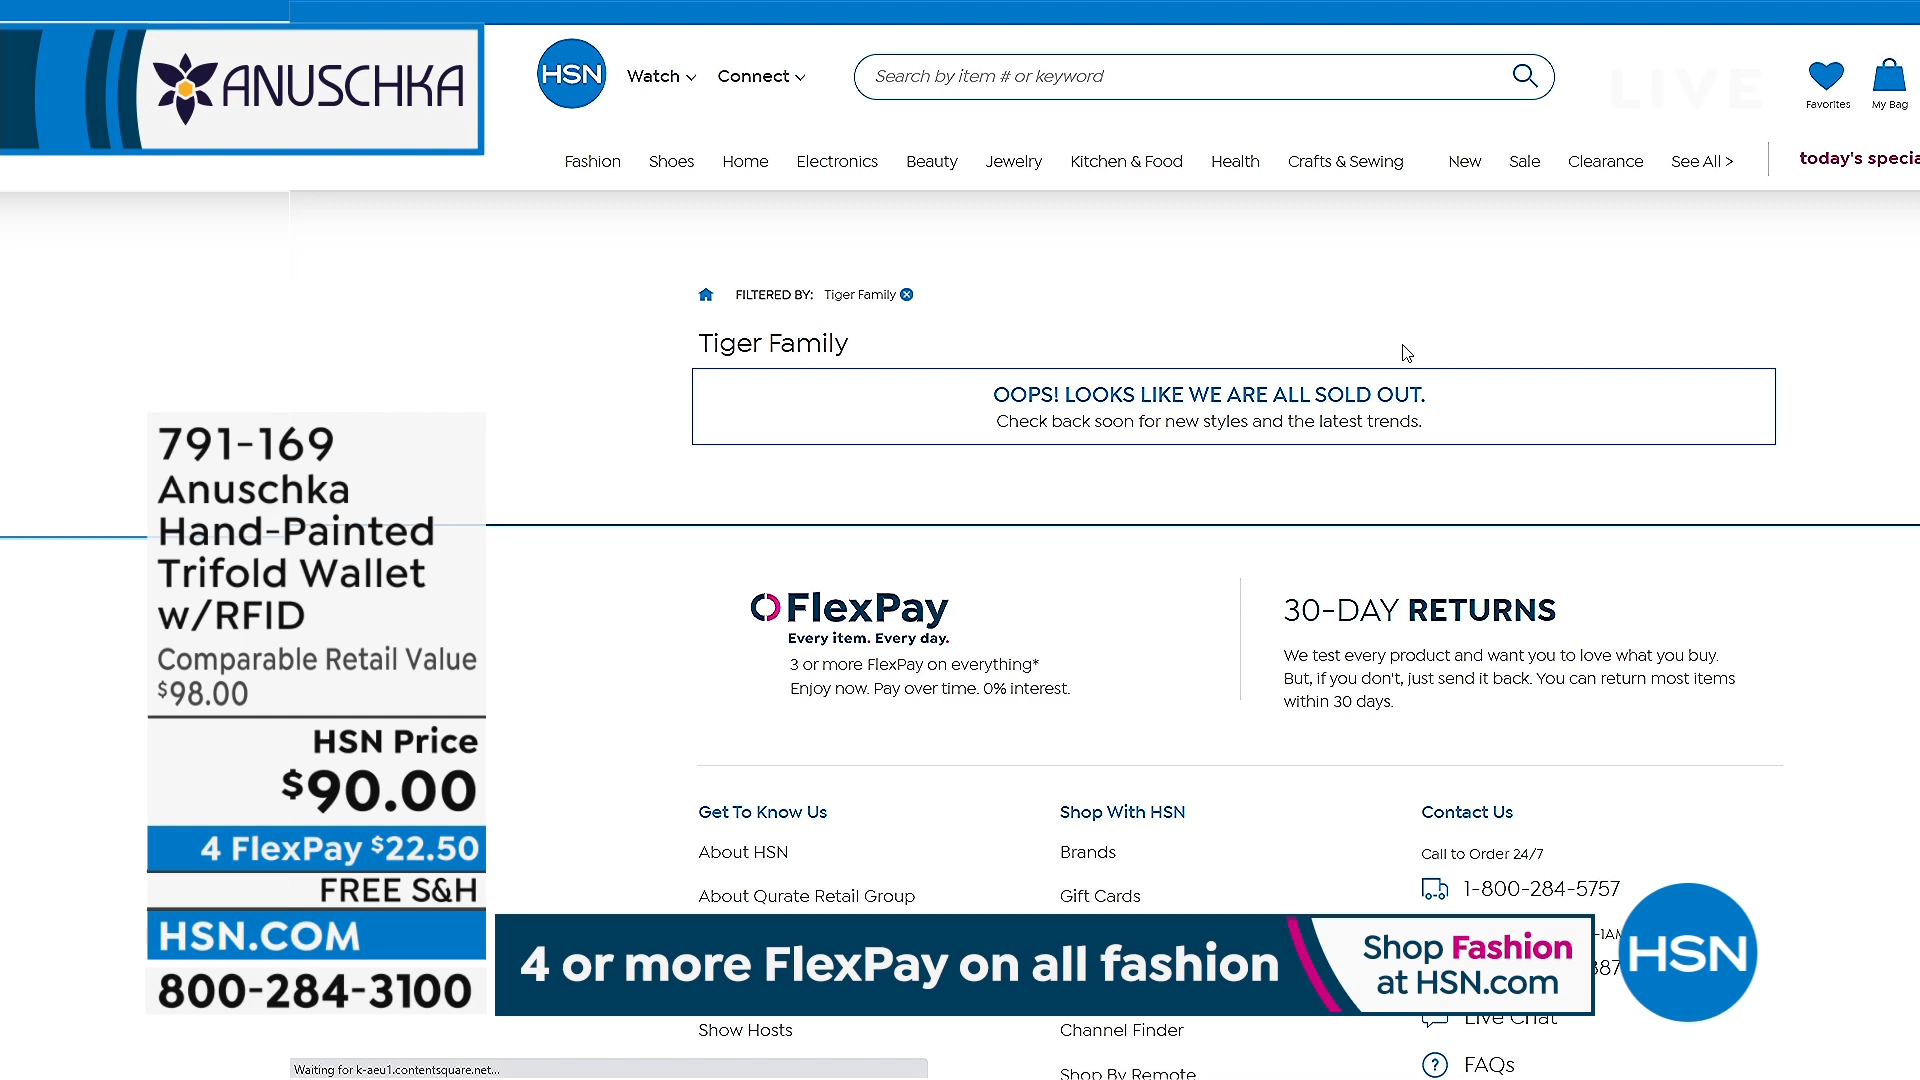 ANUSCHKA
HSN
Watch
Connect
Search by item # or keyword
LIVE
Favorites
My Bag
Fashion
Shoes
Home
Electronics
Beauty
Jewelry
Kitchen & Food
Health
Crafts & Sewing
New
Sale
Clearance
See All >
today's specia
FILTERED BY: Tiger Family
Tiger Family
OOPS! LOOKS LIKE WE ARE ALL SOLD OUT.
Check back soon for new styles and the latest trends.
791-169
Anuschka
Hand-Painted
Trifold Wallet
w/RFID
Comparable Retail Value
$98.00
HSN Price
$90.00
4 FlexPay $22.50
FREE S&H
HSN.COM
800-284-3100
FlexPay
Every item. Every day.
3 or more FlexPay on everything*
Enjoy now. Pay over time. 0% interest.
30-DAY RETURNS
We test every product and want you to love what you buy.
But, if you don't, just send it back. You can return most items
within 30 days.
Get To Know Us
About HSN
About Qurate Retail Group
Show Hosts
Shop With HSN
Brands
Gift Cards
Channel Finder
Shop By Remote
Contact Us
Call to Order 24/7
1-800-284-5757
Live Chat
FAQs
4 or more FlexPay on all fashion
Shop Fashion
at HSN.com
HSN
Waiting for k-aeu1.contentsquare.net...